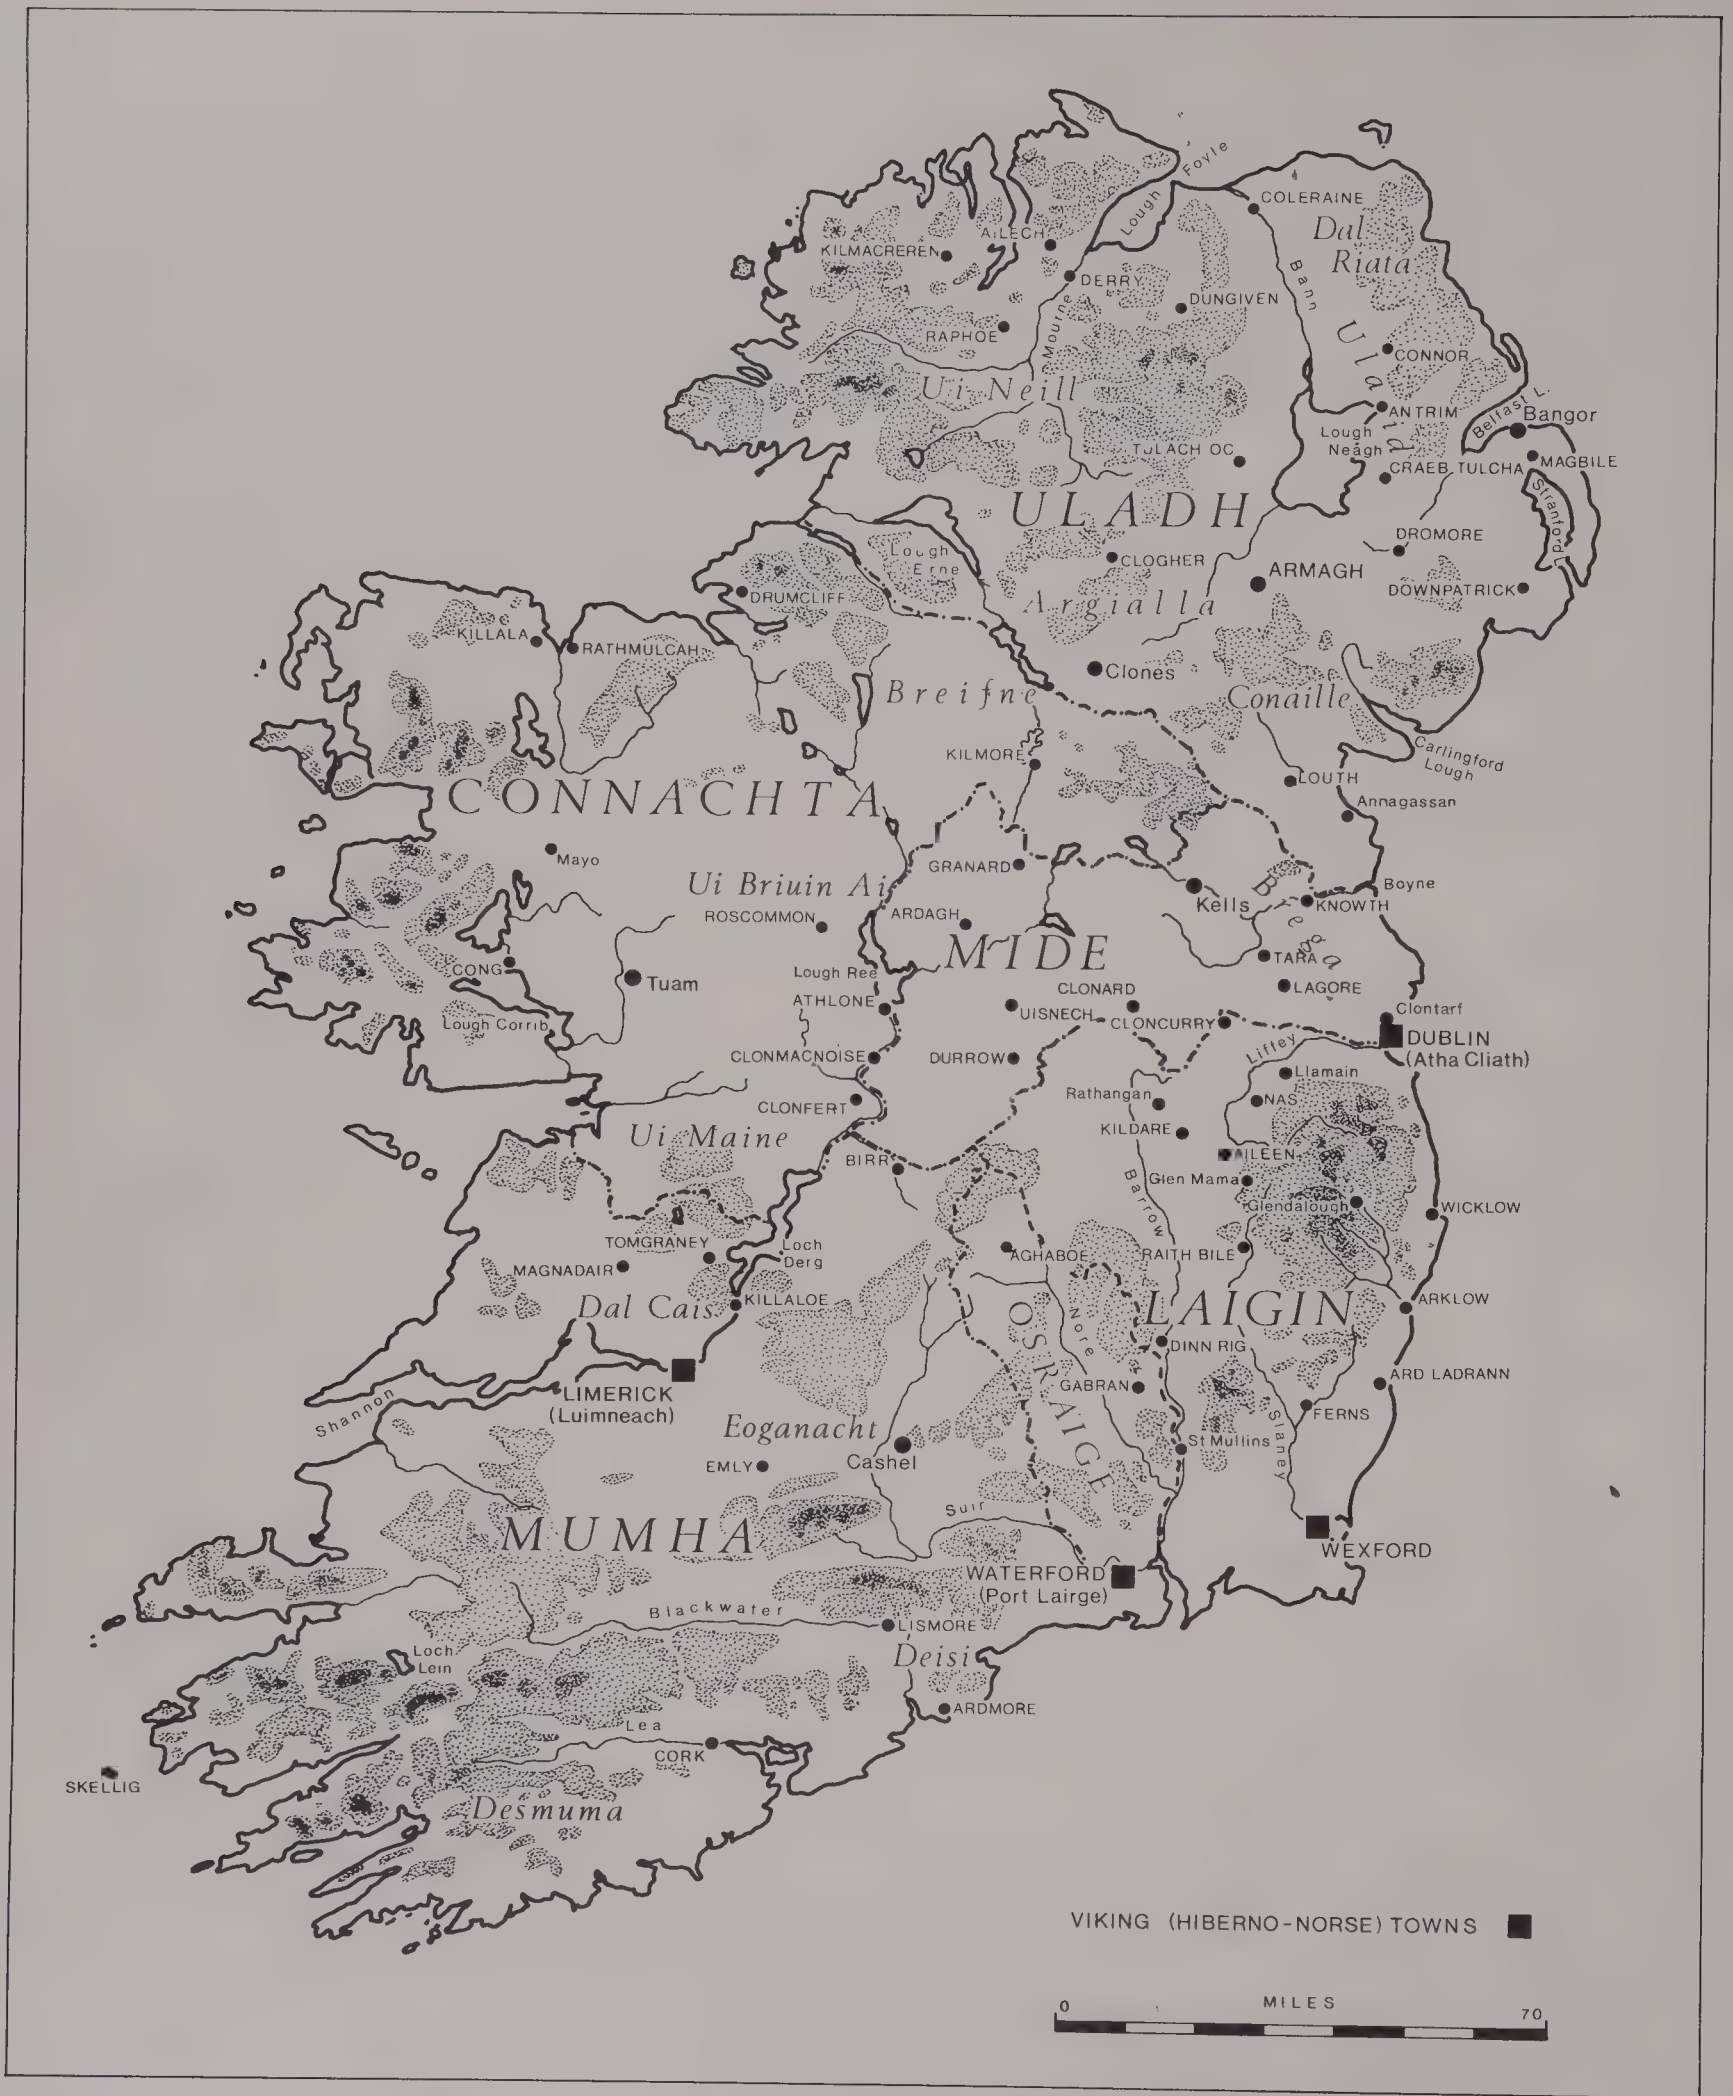 Lough Foyle
COLERAINE
Dal
Riata
AILECH
KILMACREREN
DERRY
Bann
DUNGIVEN
Mourne
RAPHOE
Ulaid
CONNOR
Ui Neill
ANTRIM
Belfast L.
Bangor
Lough
Neagh
TULACH OC
CRAEB TULCHA
MAGBILE
Stranford L.
ULADH
DROMORE
Lough
Erne
CLOGHER
ARMAGH
DOWNPATRICK
DRUMCLIFF
Argialla
KILLALA
RATHMULCAH
Clones
Breifne
Conaille
Carlingford
Lough
KILMORE
LOUTH
CONNACHTA
Annagassan
Mayo
GRANARD
Ui Briuin Ai
Boyne
Kells
Brega
KNOWTH
ROSCOMMON
ARDAGH
MIDE
TARA
CONG
Tuam
Lough Ree
CLONARD
LAGORE
ATHLONE
UISNECH
Clontarf
Lough Corrib
CLONCURRY
DUBLIN
(Atha Cliath)
Liffey
CLONMACNOISE
DURROW
Llamain
Rathangan
NAS
CLONFERT
KILDARE
Ui Maine
BIRR
AILEEN
Glen Mama
Barrow
Glendalough
WICKLOW
TOMGRANEY
Loch
Derg
AGHABOE
RAITH BILE
MAGNADAIR
KILLALOE
Dal Cais
LAIGIN
ARKLOW
OSRAIGE
Nore
DINN RIG
LIMERICK
(Luimneach)
GABRAN
ARD LADRANN
Shannon
FERNS
Slaney
Eoganacht
St Mullins
EMLY
Cashel
Suir
MUMHA
WEXFORD
WATERFORD
(Port Lairge)
Blackwater
LISMORE
Loch
Lein
Deisi
ARDMORE
Lea
CORK
SKELLIG
Desmuma
VIKING (HIBERNO-NORSE) TOWNS
MILES
0 70